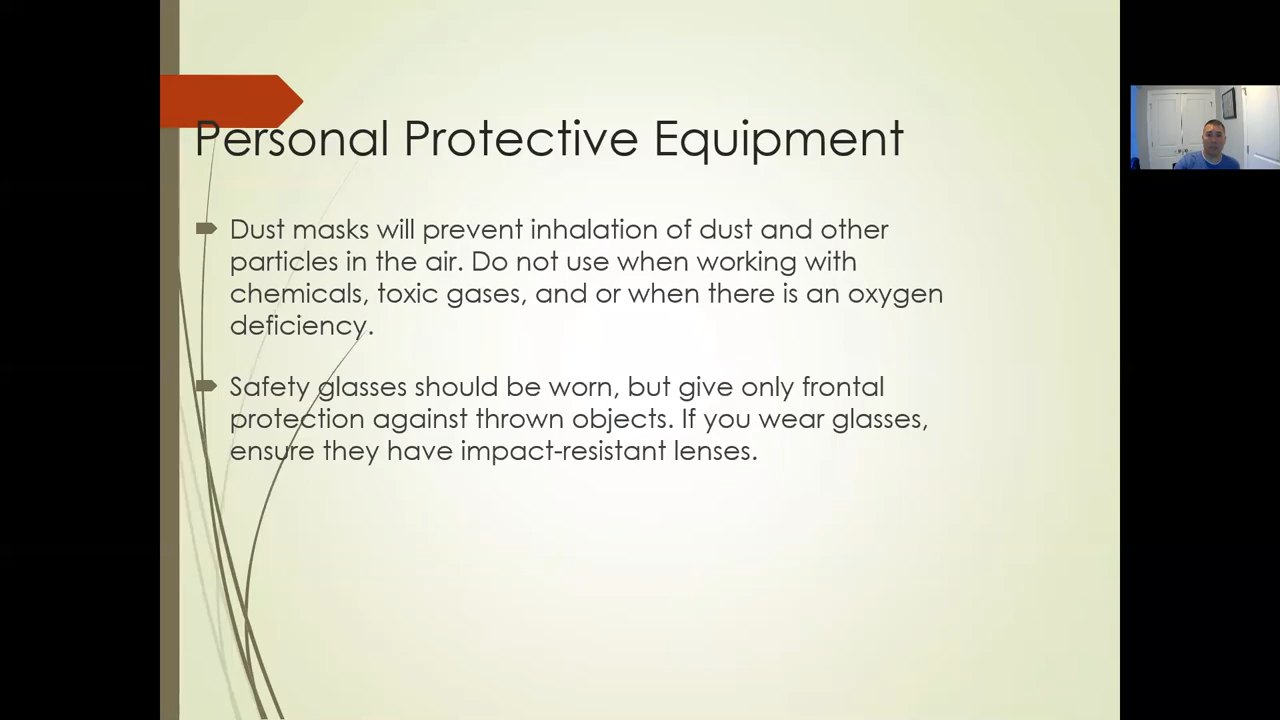 Personal Protective Equipment
Dust masks will prevent inhalation of dust and other
particles in the air. Do not use when working with
chemicals, toxic gases, and or when there is an oxygen
deficiency.
Safety glasses should be worn, but give only frontal
protection against thrown objects. If you wear glasses,
ensure they have impact-resistant lenses.